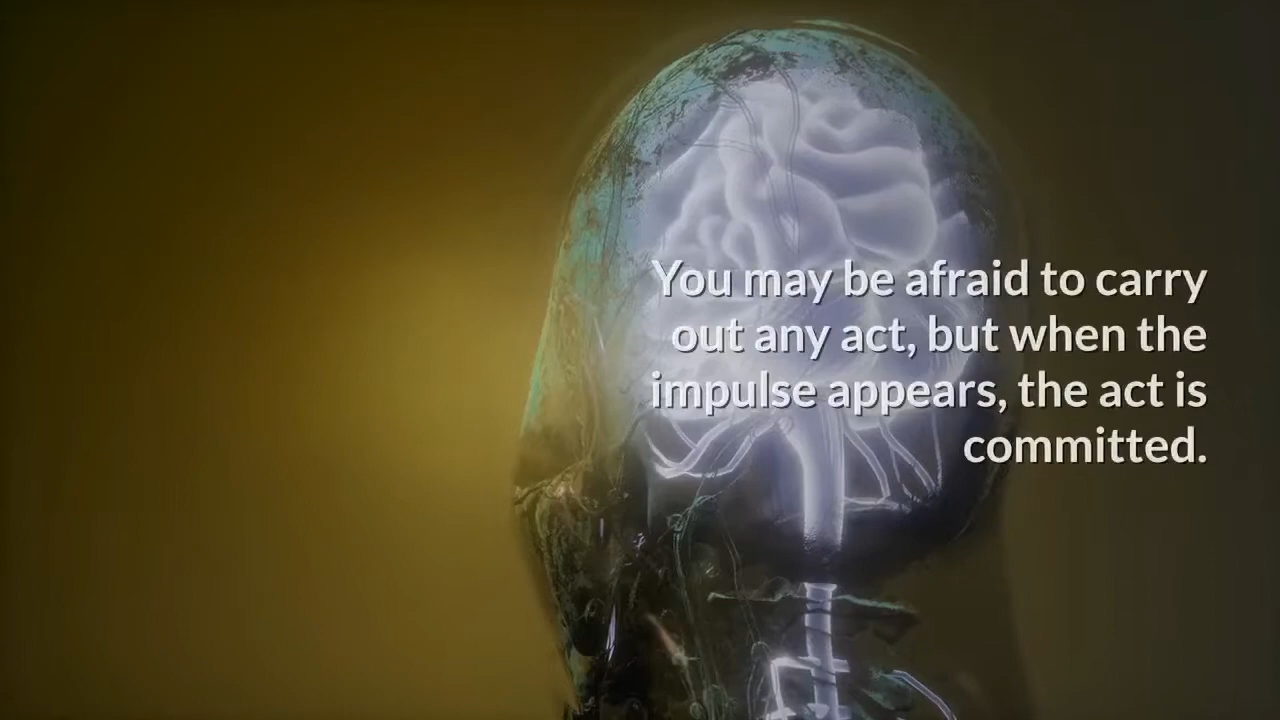 You may be afraid to carry
out any act, but when the
impulse appears, the act is
committed.